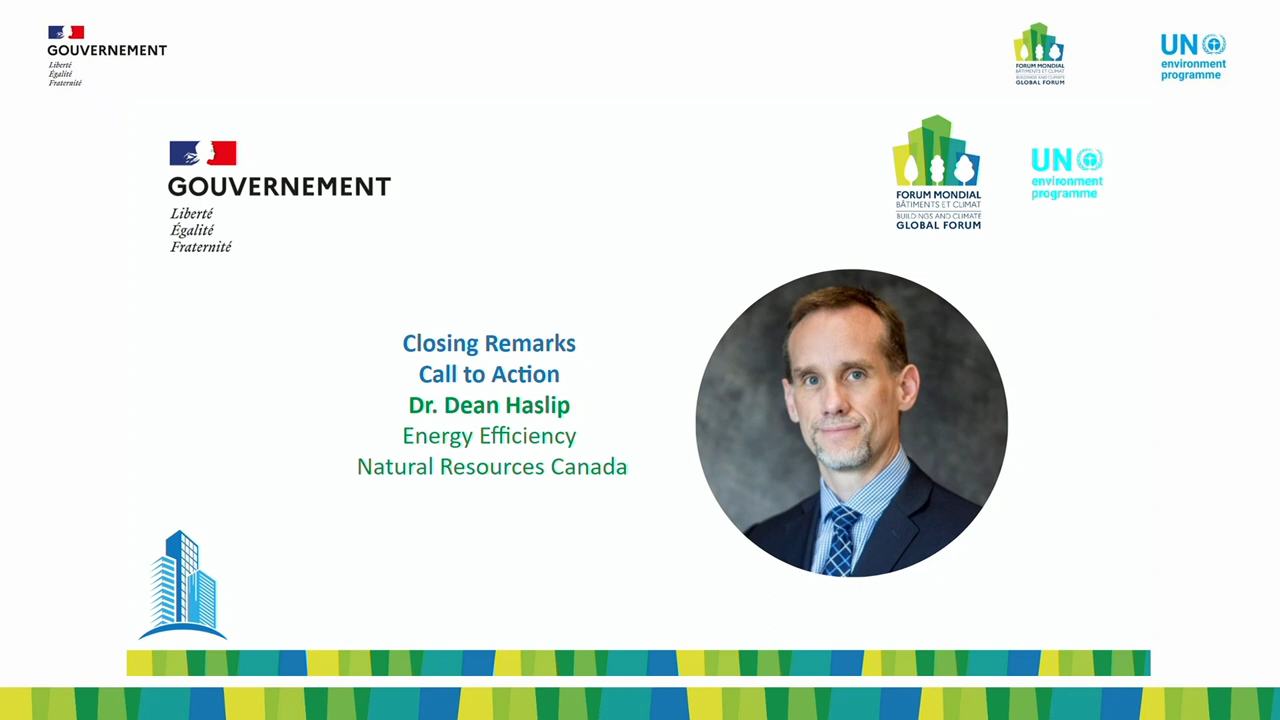 GOUVERNEMENT
Liberté
Égalité
Fraternité
FORUM MONDIAL
BÂTIMENTS ET CLIMAT
BUILDINGS AND CLIMATE
GLOBAL FORUM
UN
environment
programme
GOUVERNEMENT
Liberté
Égalité
Fraternité
FORUM MONDIAL
BÂTIMENTS ET CLIMAT
BUILDINGS AND CLIMATE
GLOBAL FORUM
UN
environment
programme
Closing Remarks
Call to Action
Dr. Dean Haslip
Energy Efficiency
Natural Resources Canada